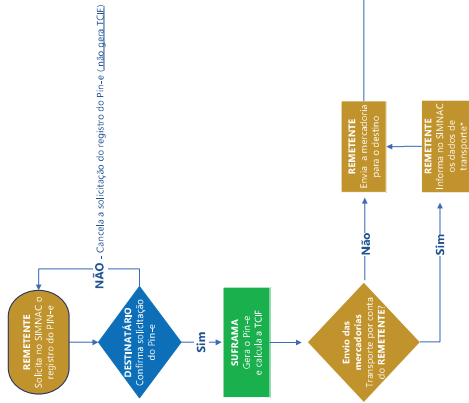 REMETENTE
Solicita no SIMNAC o
registro do PIN-e
NÃO - Cancela a solicitação do registro do Pin-e (não gera TCIF)
DESTINATÁRIO
Confirma solicitação
do Pin-e
Sim
SUFRAMA
Gera o Pin-e
e calcula a TCIF
Envio das
mercadorias
Transporte por conta
do REMETENTE?
Não
REMETENTE
Envia a mercadoria
para o destino
Sim
REMETENTE
Informa no SIMNAC
os dados de
transporte*